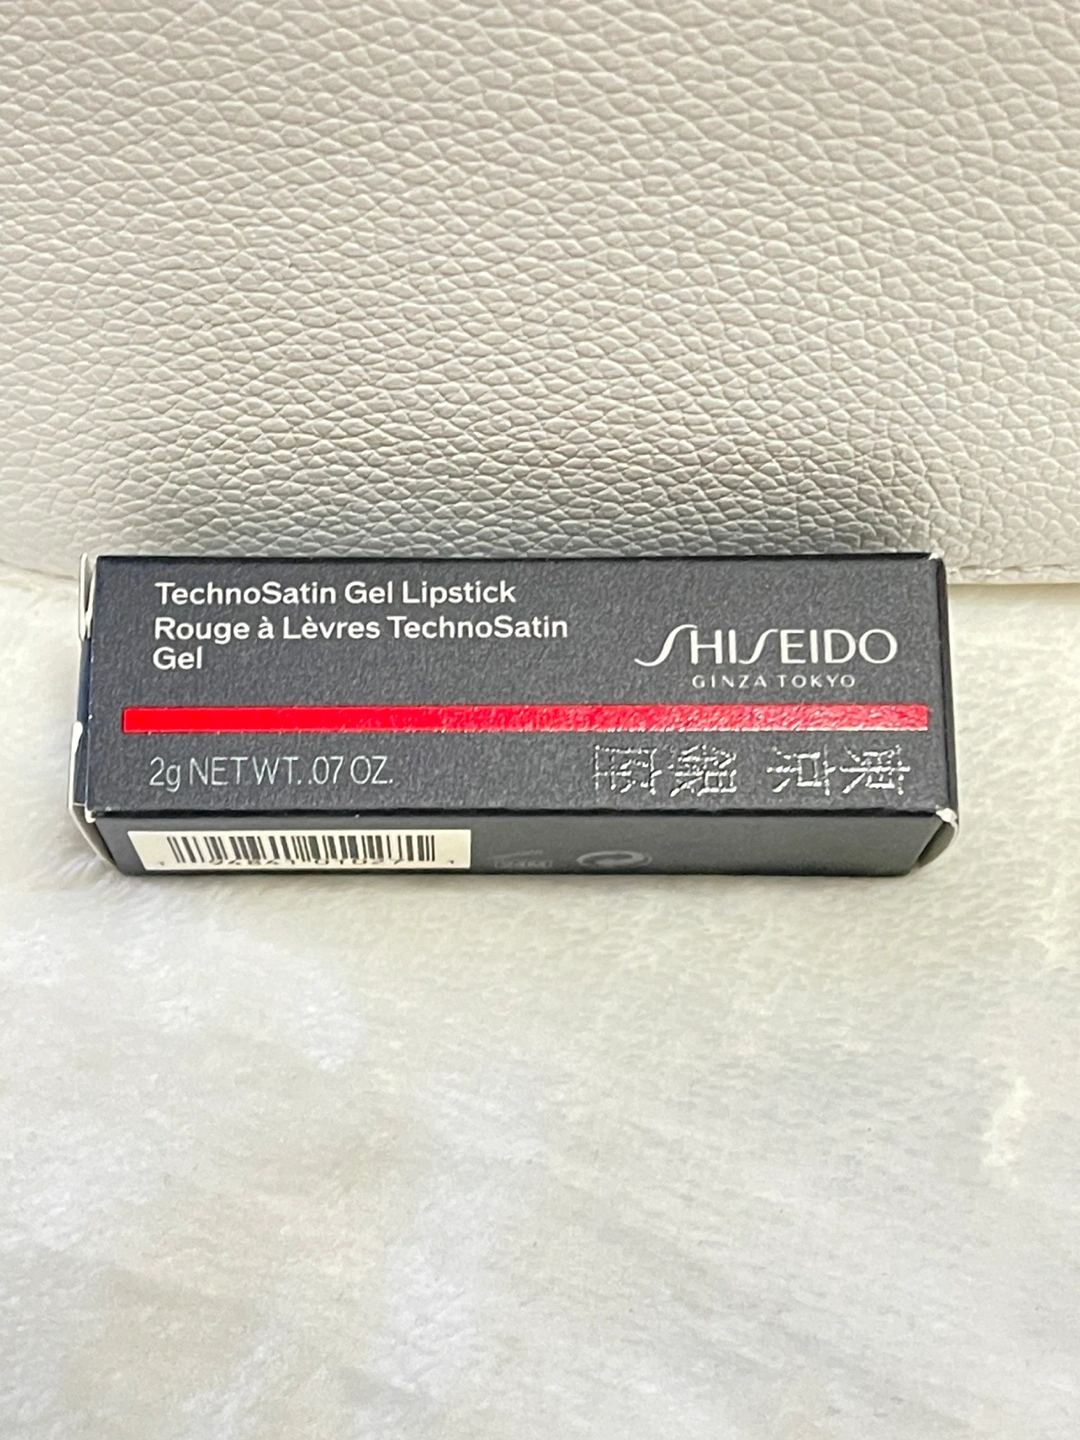 TechnoSatin Gel Lipstick
Rouge à Lèvres TechnoSatin
Gel
SHISEIDO
GINZA TOKYO
2g NET WT. .07 OZ.